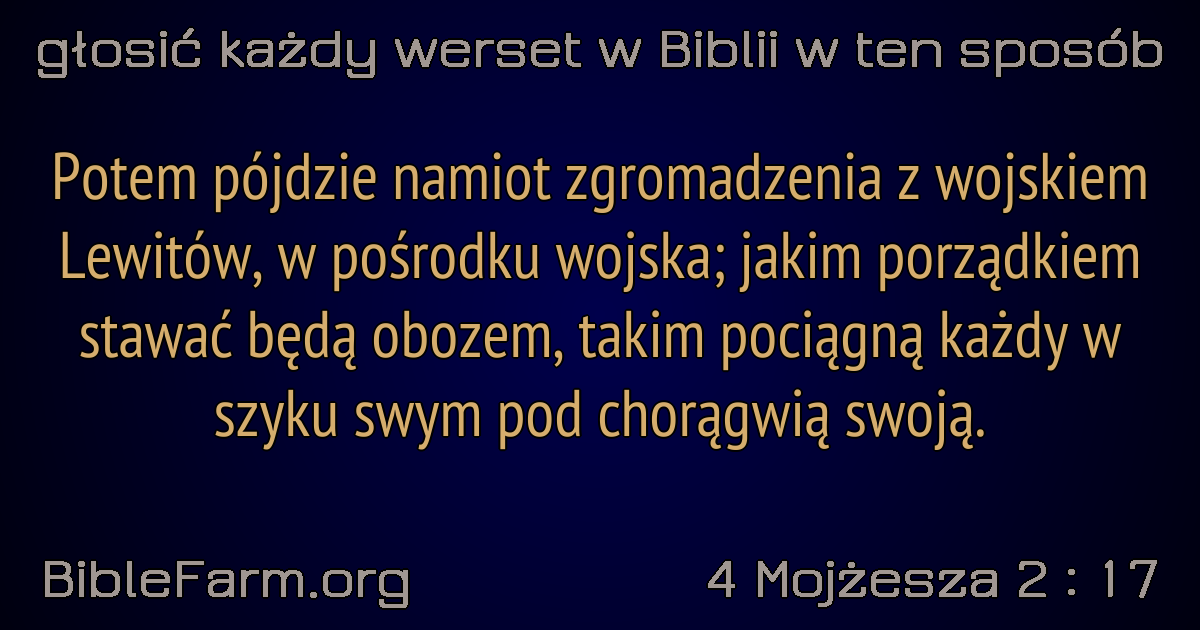 głosić każdy werset w Biblii w ten sposób
Potem pójdzie namiot zgromadzenia z wojskiem
Lewitów, w pośrodku wojska; jakim porządkiem
stawać będą obozem, takim pociągną każdy w
szyku swym pod chorągwią swoją.
BibleFarm.org
4 Mojżesza 2 : 17